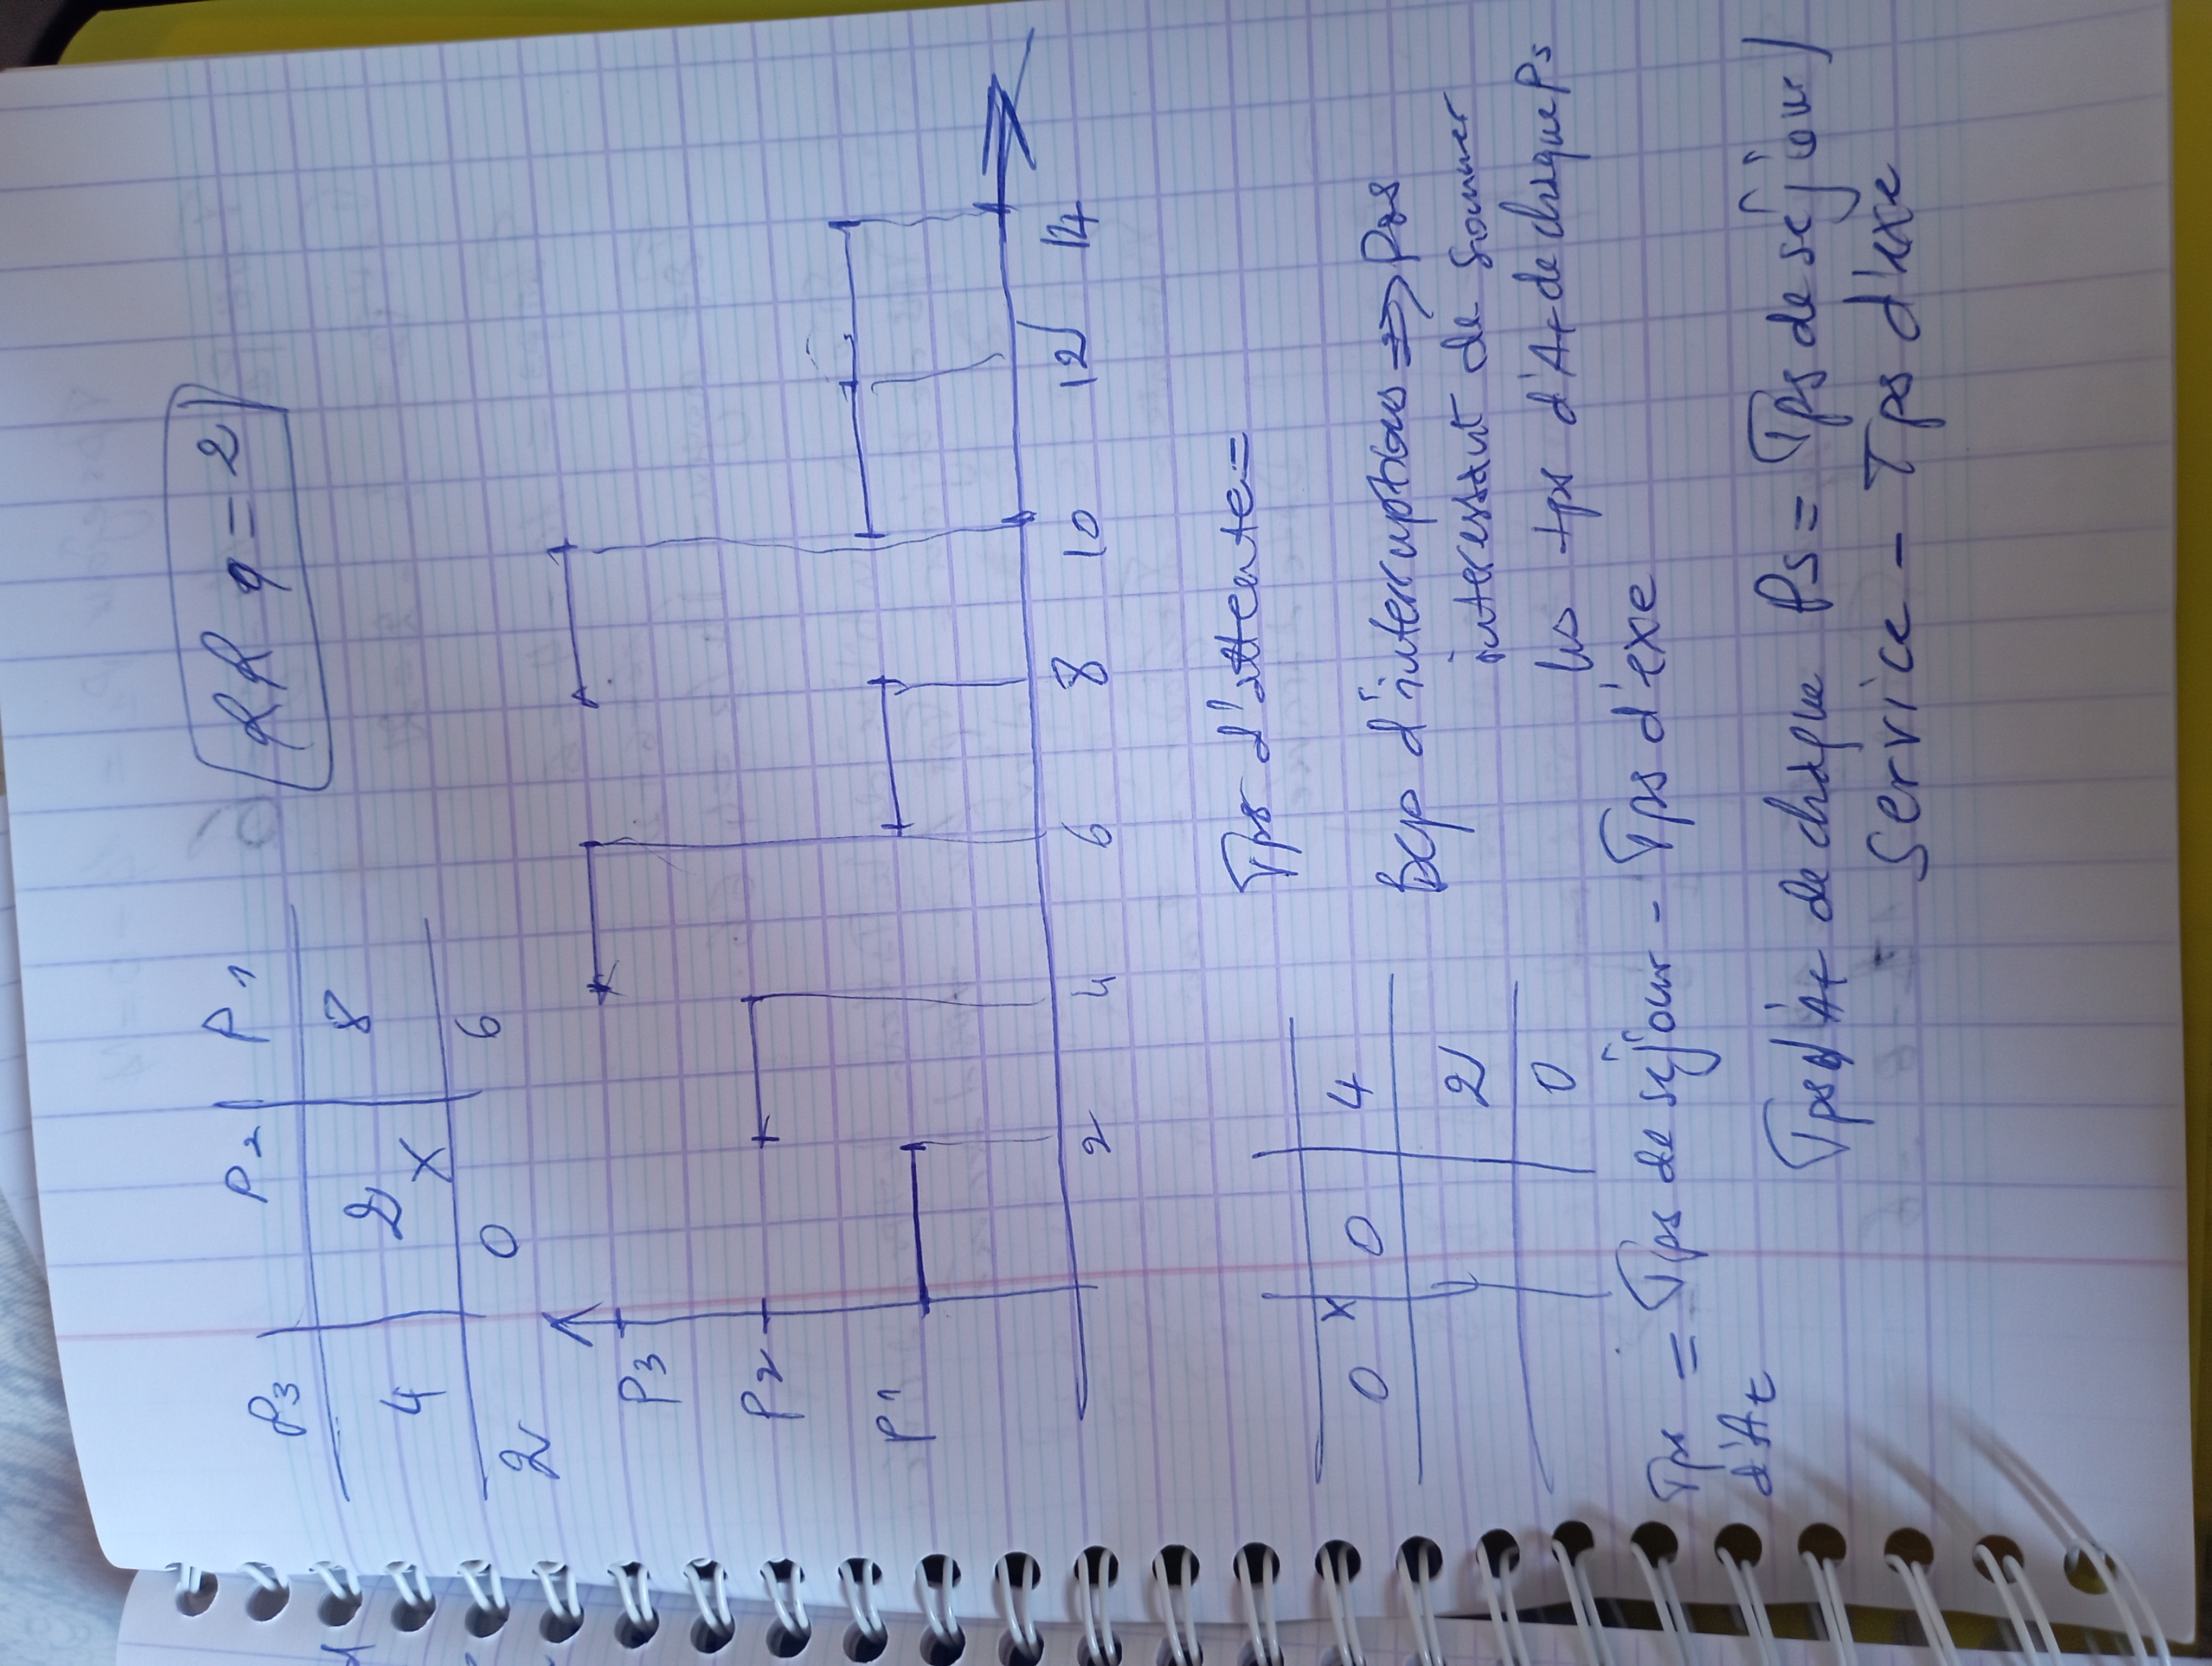 P3 P2 P1
RR q = 2
4 2 x 8
2 0 6
P3
P2
P1
2 4 6 8 10 12 14
Tps d'attente =
0 x 0 4
Bcp d'interruptions => Pas
2
interessant de sommer
0
les tps d'At de chaque Ps
Tps d'At = Tps de séjour - Tps d'exe
Tps d'At de chaque Ps = Tps de séjour /
Service - Tps d'exe